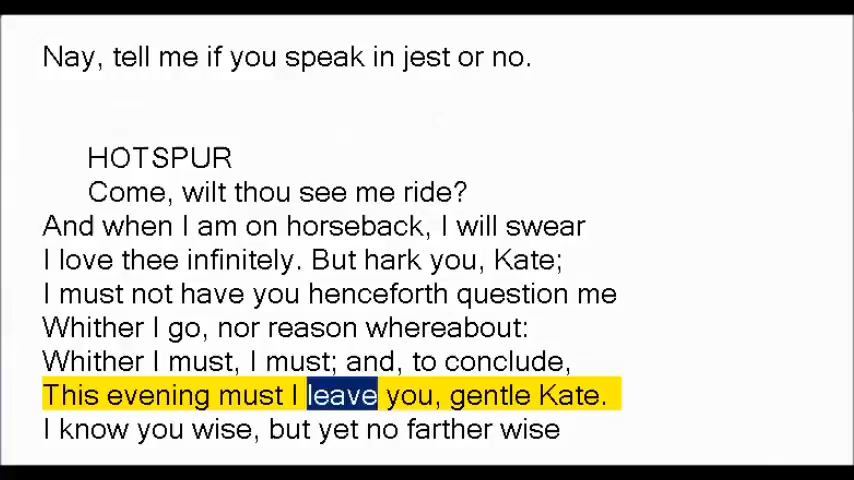 Nay, tell me if you speak in jest or no.
HOTSPUR
Come, wilt thou see me ride?
And when I am on horseback, I will swear
I love thee infinitely. But hark you, Kate;
I must not have you henceforth question me
Whither I go, nor reason whereabout:
Whither I must, I must; and, to conclude,
This evening must I leave you, gentle Kate.
I know you wise, but yet no farther wise